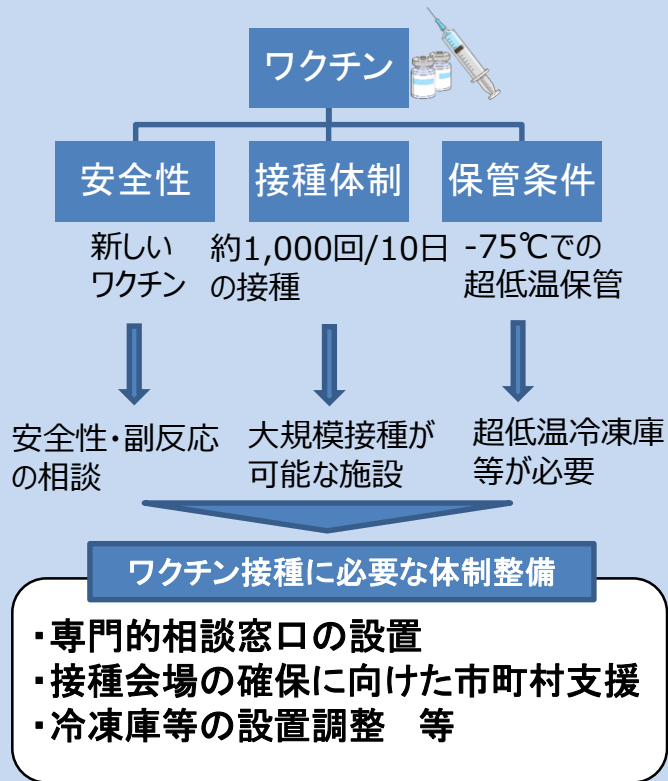 ワクチン
安全性
接種体制
保管条件
新しい
ワクチン
約1,000回/10日
の接種
-75℃での
超低温保管
安全性・副反応
の相談
大規模接種が
可能な施設
超低温冷凍庫
等が必要
ワクチン接種に必要な体制整備
・専門的相談窓口の設置
・接種会場の確保に向けた市町村支援
・冷凍庫等の設置調整　等